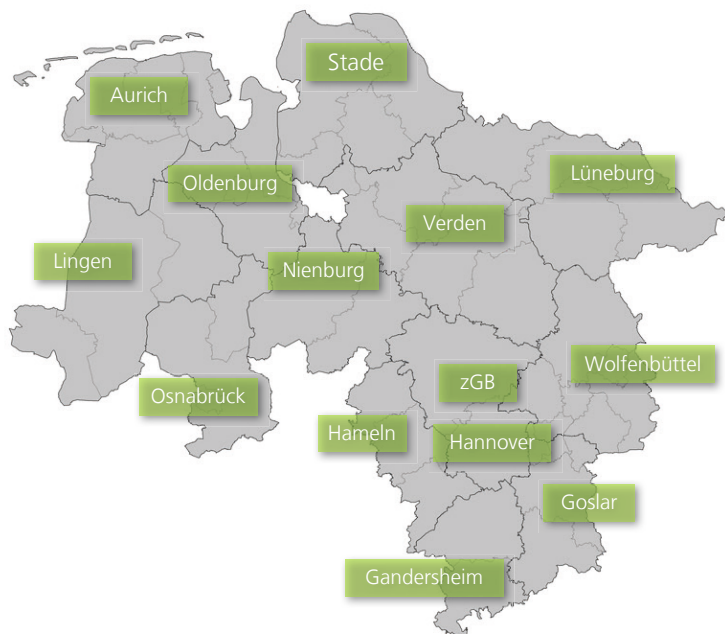 Stade
Aurich
Lüneburg
Oldenburg
Verden
Lingen
Nienburg
Wolfenbüttel
zGB
Osnabrück
Hameln
Hannover
Goslar
Gandersheim